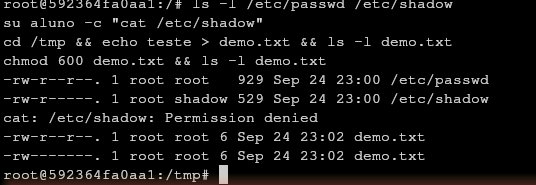 root@592364fa0aa1:/# ls -l /etc/passwd /etc/shadow
su aluno -c "cat /etc/shadow"
cd /tmp && echo teste > demo.txt && ls -l demo.txt
chmod 600 demo.txt && ls -l demo.txt
-rw-r--r--. 1 root root   929 Sep 24 23:00 /etc/passwd
-rw-r-----. 1 root shadow 529 Sep 24 23:00 /etc/shadow
cat: /etc/shadow: Permission denied
-rw-r--r--. 1 root root 6 Sep 24 23:02 demo.txt
-rw-------. 1 root root 6 Sep 24 23:02 demo.txt
root@592364fa0aa1:/tmp#